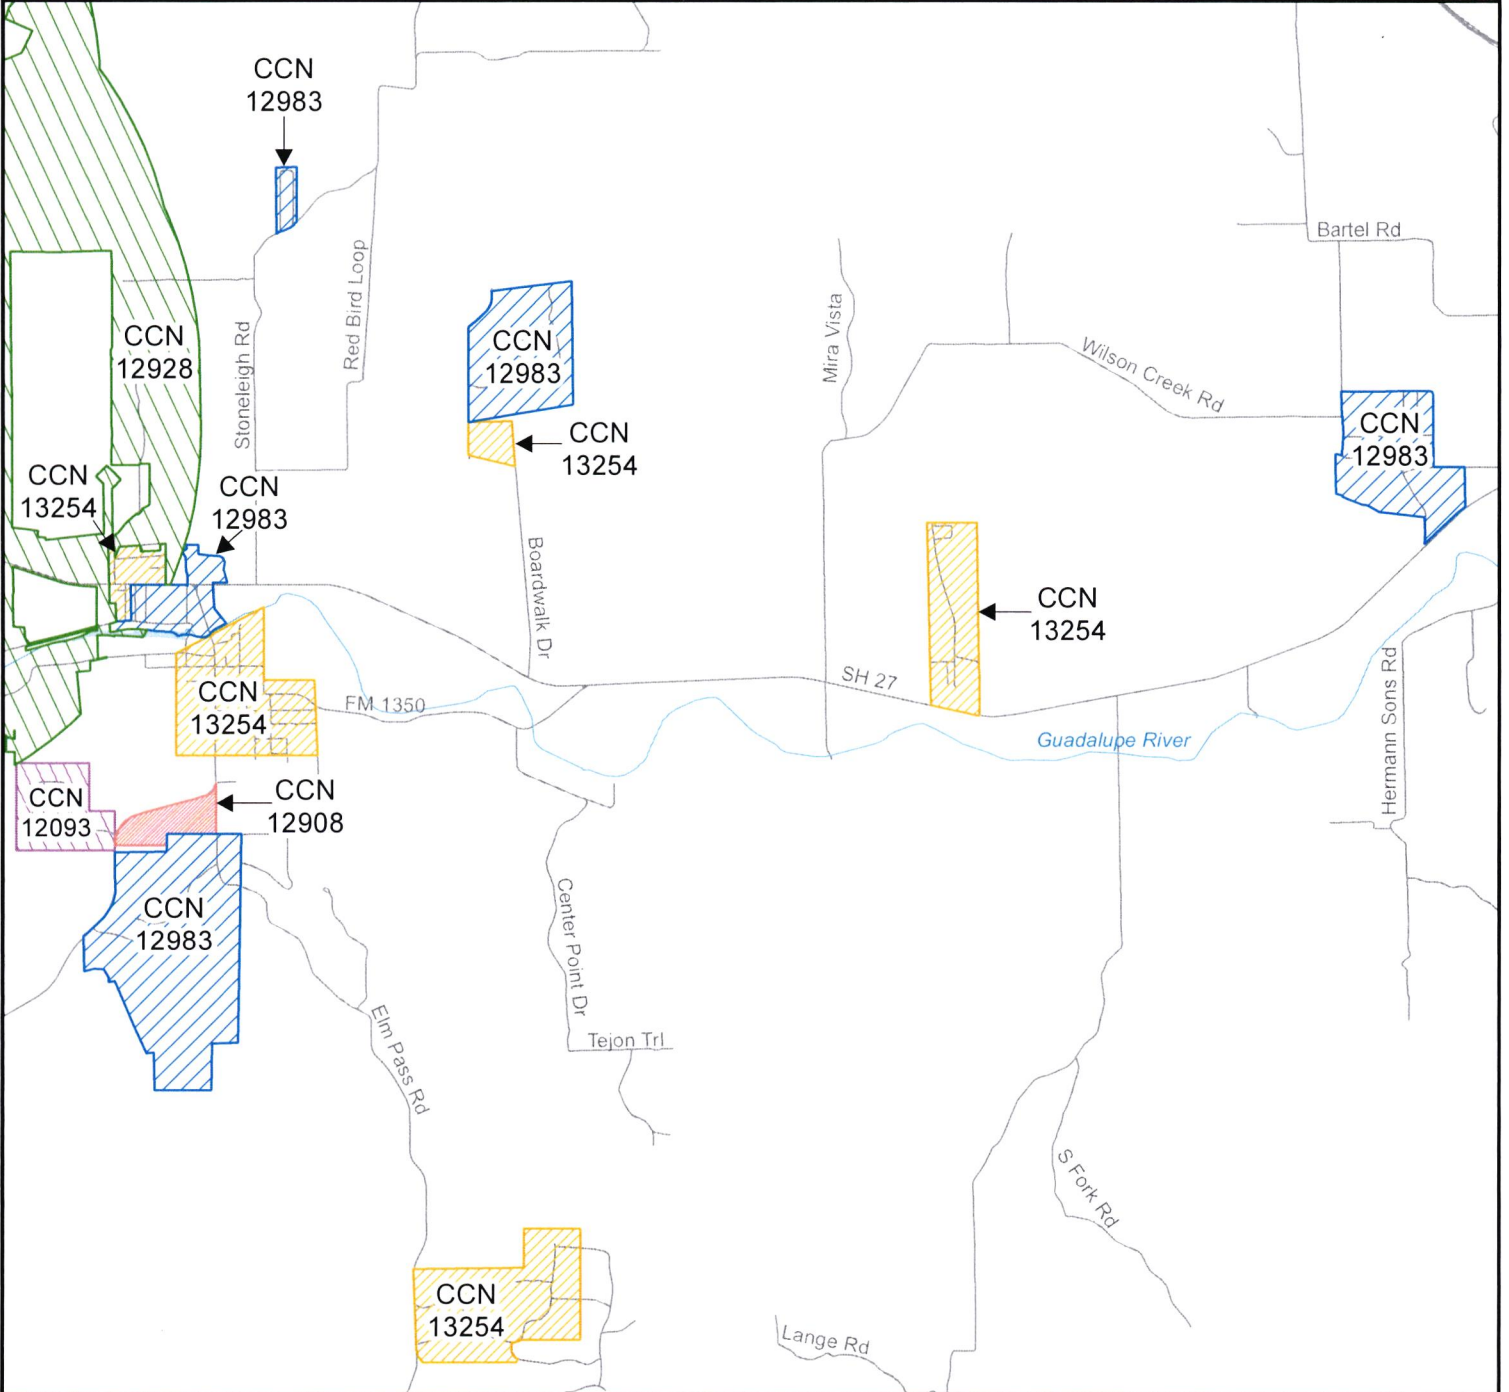 CCN
12983
Bartel Rd
Red Bird Loop
CCN
12928
Stoneleigh Rd
CCN
12983
Mira Vista
Wilson Creek Rd
CCN
13254
CCN
12983
CCN
13254
CCN
12983
Boardwalk Dr
CCN
13254
SH 27
CCN
13254
FM 1350
Guadalupe River
Hermann Sons Rd
CCN
12093
CCN
12908
CCN
12983
Center Point Dr
Elm Pass Rd
Tejon Trl
S Fork Rd
CCN
13254
Lange Rd